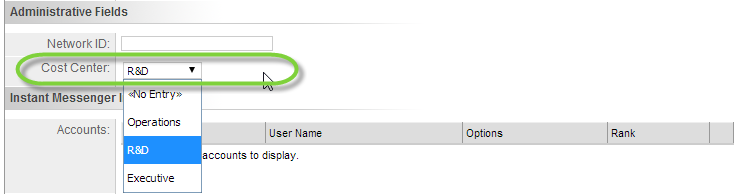 Administrative Fields
Network ID:
Cost Center: R&D
«No Entry»
Instant Messenger I
Operations
Accounts: User Name Options Rank
R&D accounts to display.
Executive